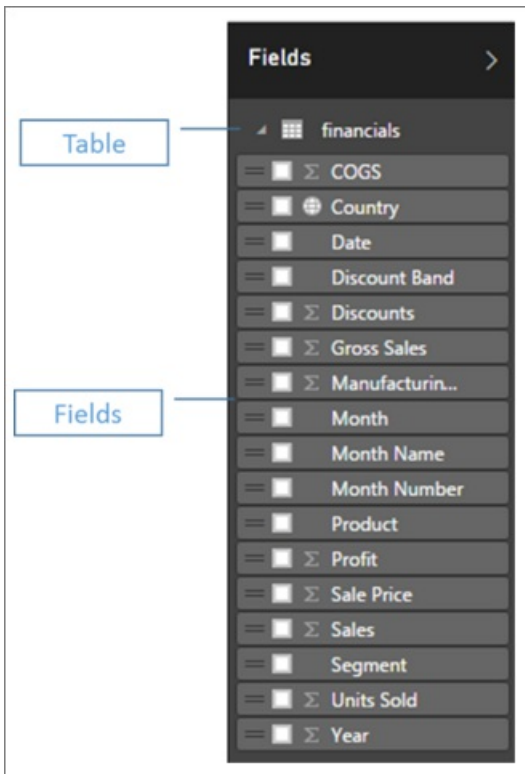 Fields
Table
financials
Σ COGS
Country
Date
Discount Band
Σ Discounts
Σ Gross Sales
Σ Manufacturin...
Fields
Month
Month Name
Month Number
Product
Σ Profit
Σ Sale Price
Σ Sales
Segment
Σ Units Sold
Σ Year